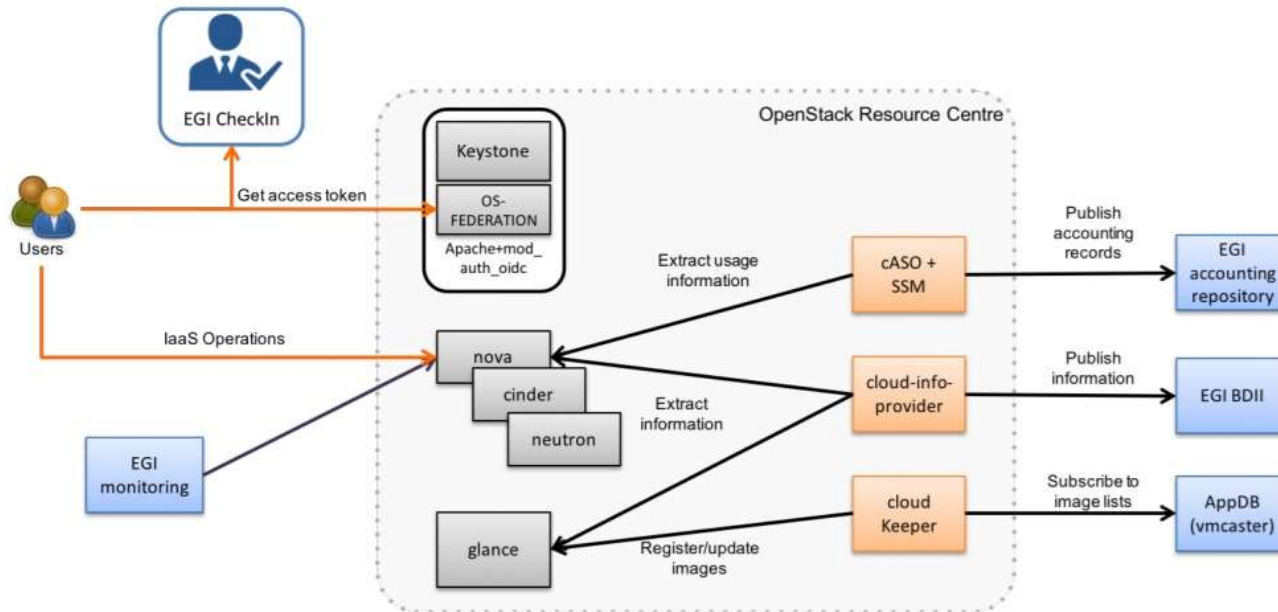 EGI CheckIn
OpenStack Resource Centre
Keystone
OS-
FEDERATION
Apache+mod_
auth_oidc
Get access token
Users
Publish
accounting
records
Extract usage
information
cASO +
SSM
EGI
accounting
repository
IaaS Operations
nova
cinder
neutron
Extract
information
cloud-info-
provider
Publish
information
EGI BDII
EGI
monitoring
glance
Register/update
images
cloud
Keeper
Subscribe to
image lists
AppDB
(vmcaster)